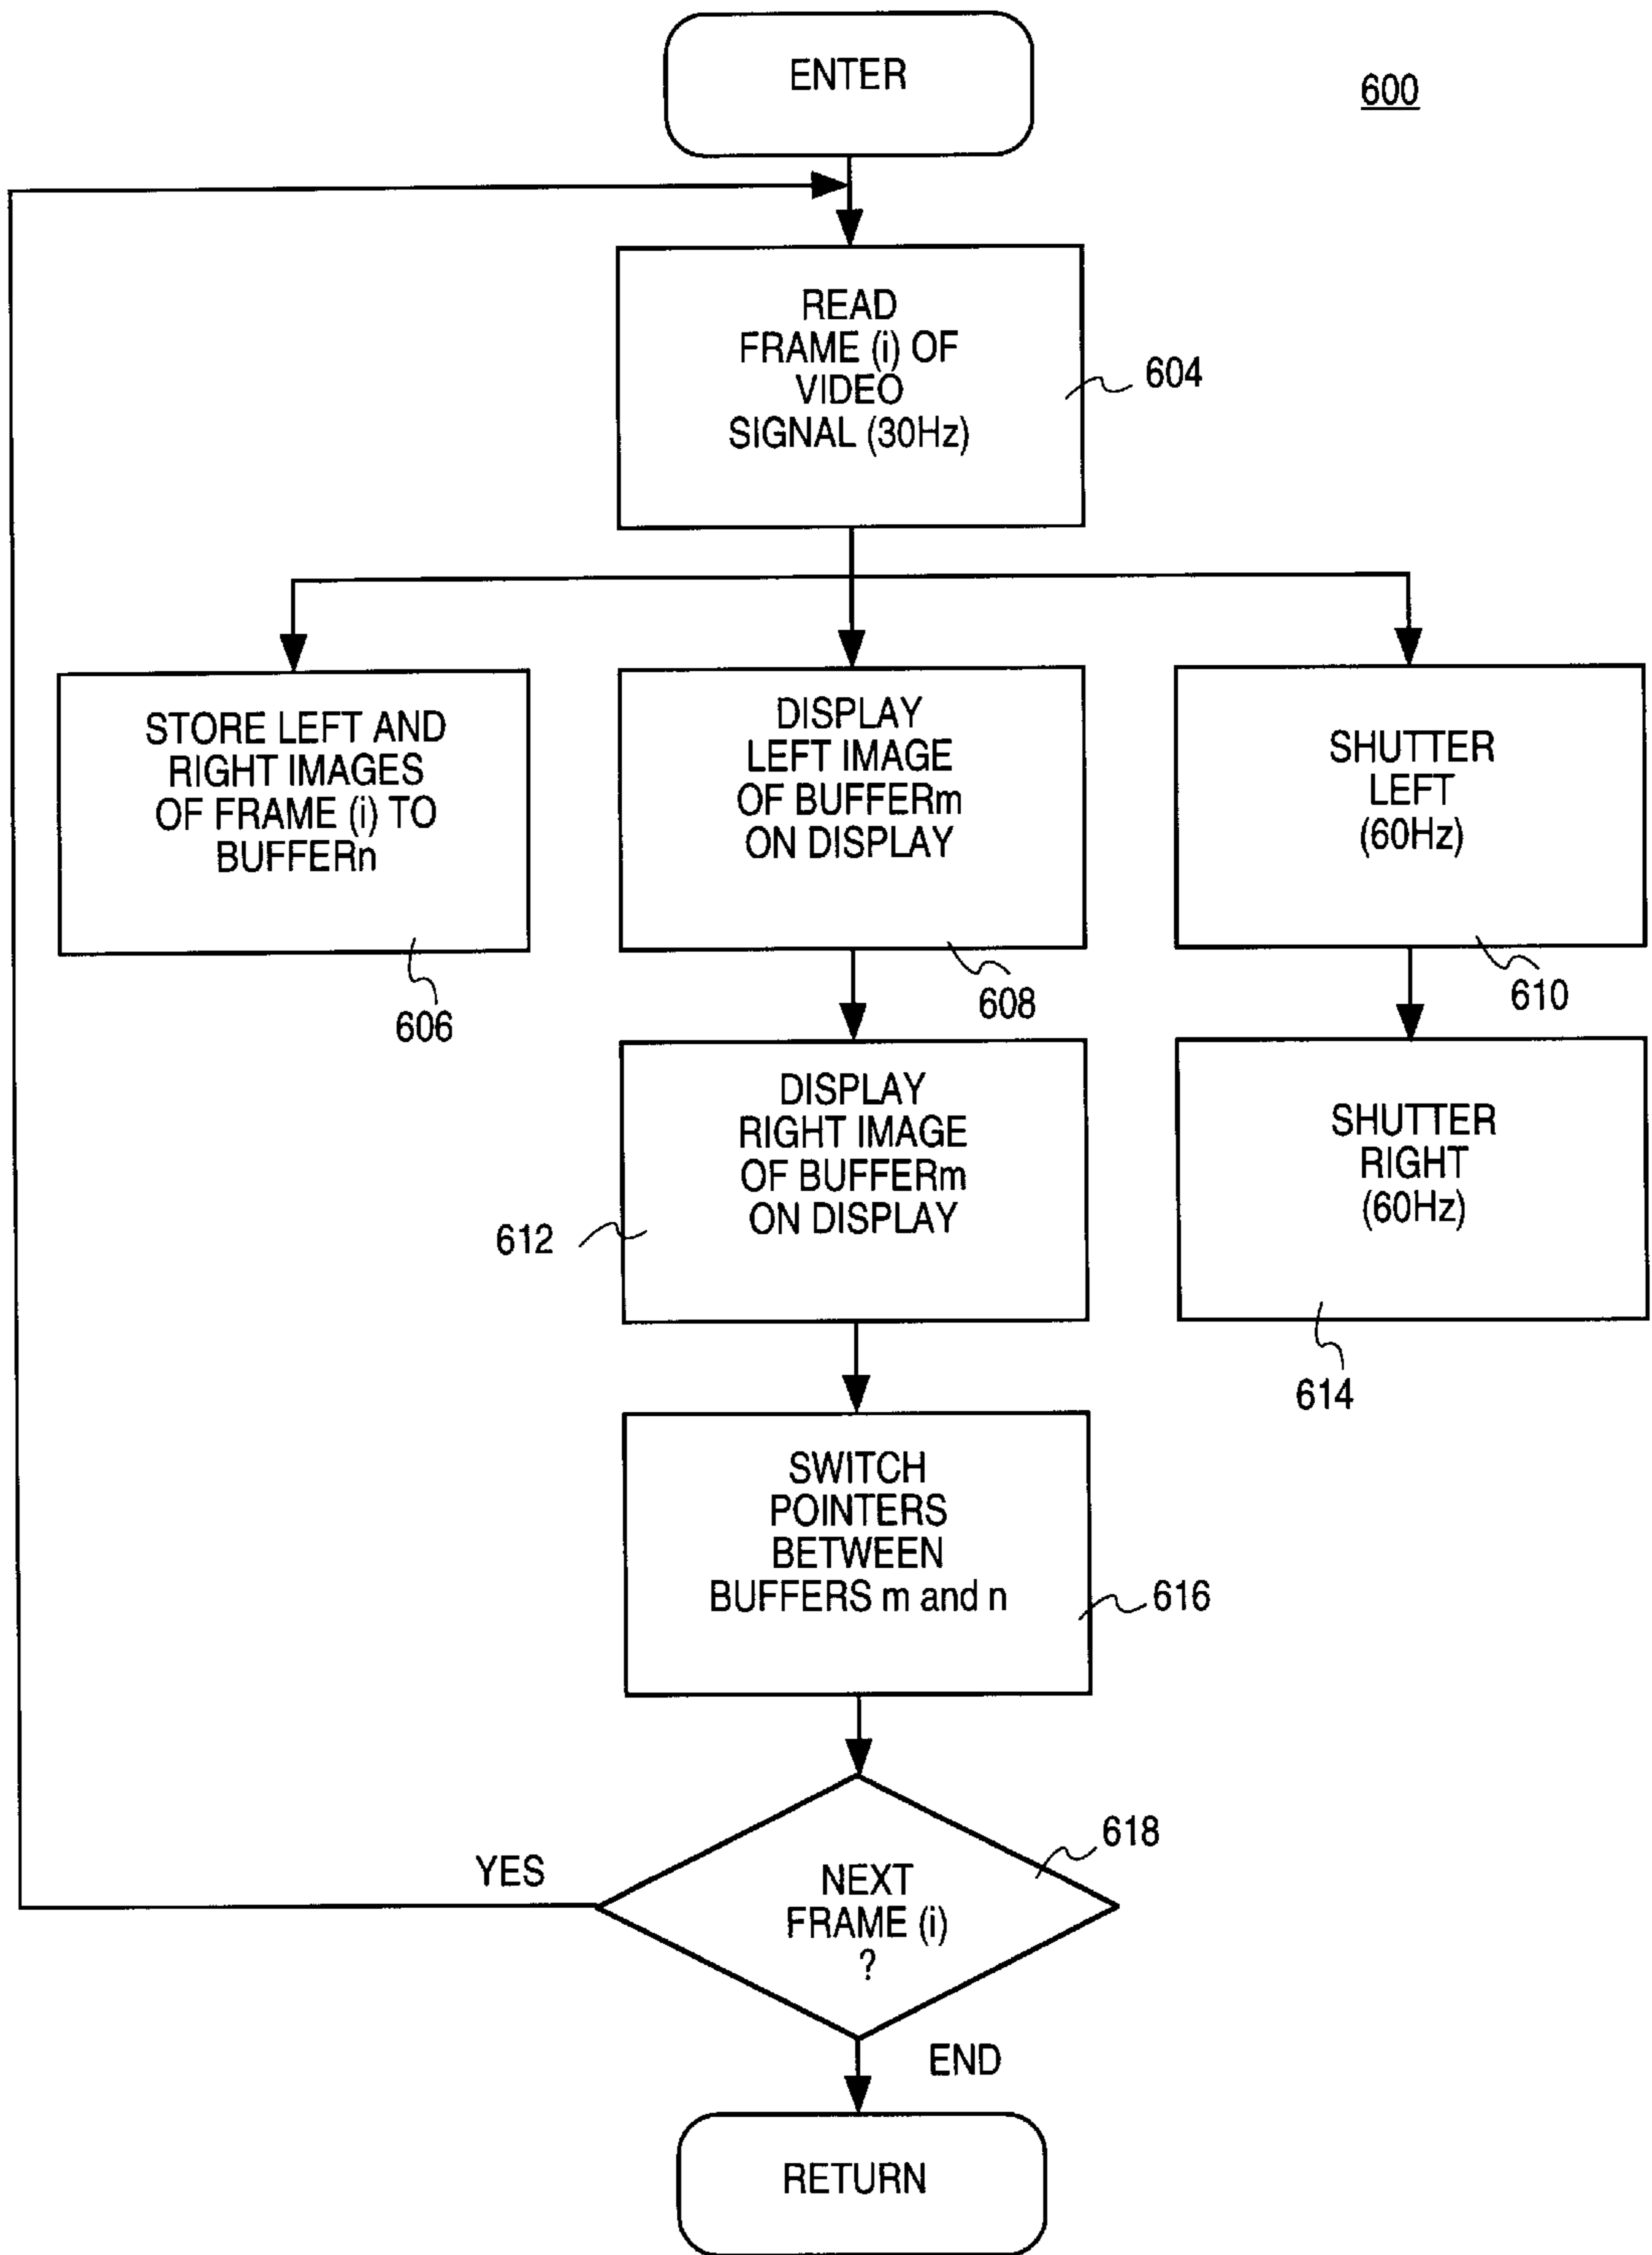 ENTER
600
READ
FRAME (i) OF
VIDEO
SIGNAL (30Hz)
604
STORE LEFT AND
RIGHT IMAGES
OF FRAME (i) TO
BUFFERn
606
DISPLAY
LEFT IMAGE
OF BUFFERm
ON DISPLAY
608
SHUTTER
LEFT
(60Hz)
610
DISPLAY
RIGHT IMAGE
OF BUFFERm
ON DISPLAY
612
SHUTTER
RIGHT
(60Hz)
614
SWITCH
POINTERS
BETWEEN
BUFFERS m and n
616
NEXT
FRAME (i)
?
618
YES
END
RETURN